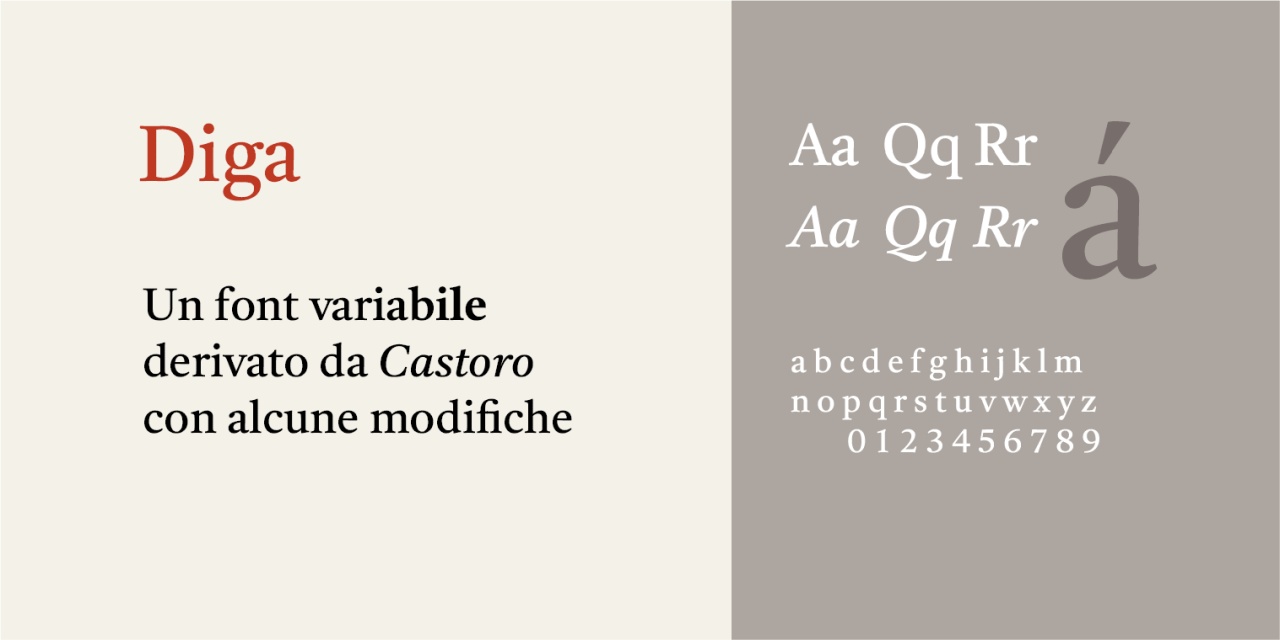 Diga
Un font variabile
derivato da Castoro
con alcune modifiche
Aa Qq Rr
Aa Qq Rr
á
a b c d e f g h i j k l m
n o p q r s t u v w x y z
0 1 2 3 4 5 6 7 8 9